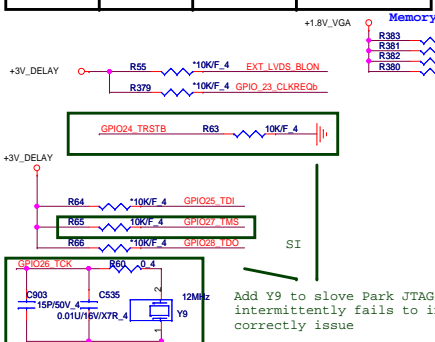 +1.8V_VGA
Memory
R383
R381
R382
R380
+3V_DELAY
R55
*10K/F_4
EXT_LVDS_BLON
R379
*10K/F_4
GPIO_23_CLKREQb
GPIO24_TRSTB
R63
10K/F_4
+3V_DELAY
R64
*10K/F_4
GPIO25_TDI
R65
10K/F_4
GPIO27_TMS
R66
*10K/F_4
GPIO28_TDO
SI
GPIO26_TCK
R60
0_4
C903
15P/50V_4
C535
0.01U/16V//X7R_4
2
12MHz
Y9
1
Add Y9 to slove Park JTAG
intermittently fails to
correctly issue